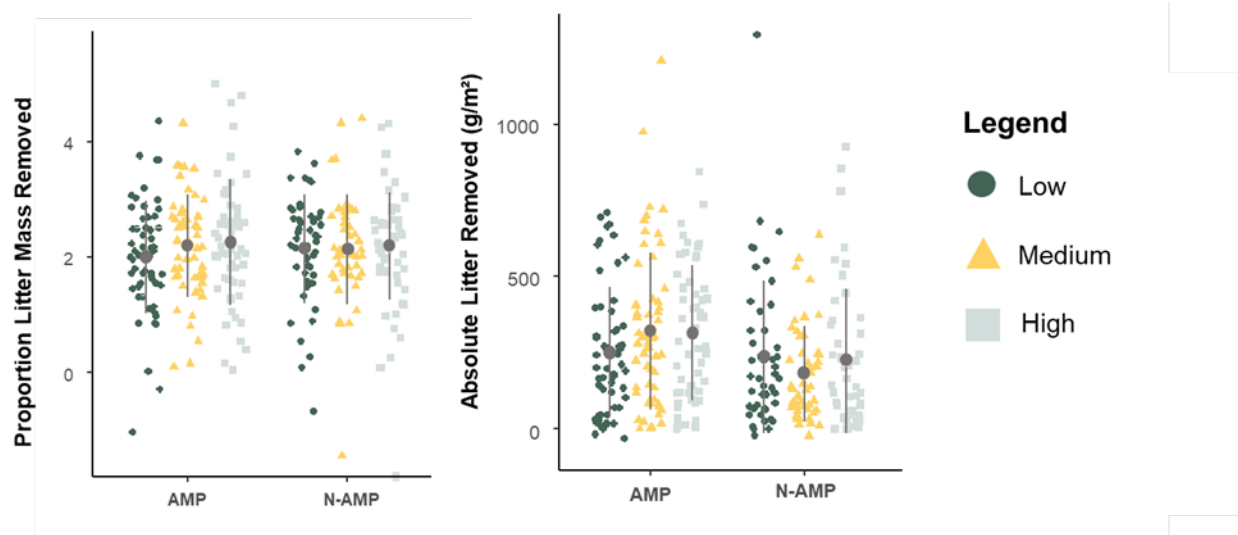 Proportion Litter Mass Removed
4
2
0
AMP
N-AMP
Absolute Litter Removed (g/m²)
1000
500
0
AMP
N-AMP
Legend
Low
Medium
High